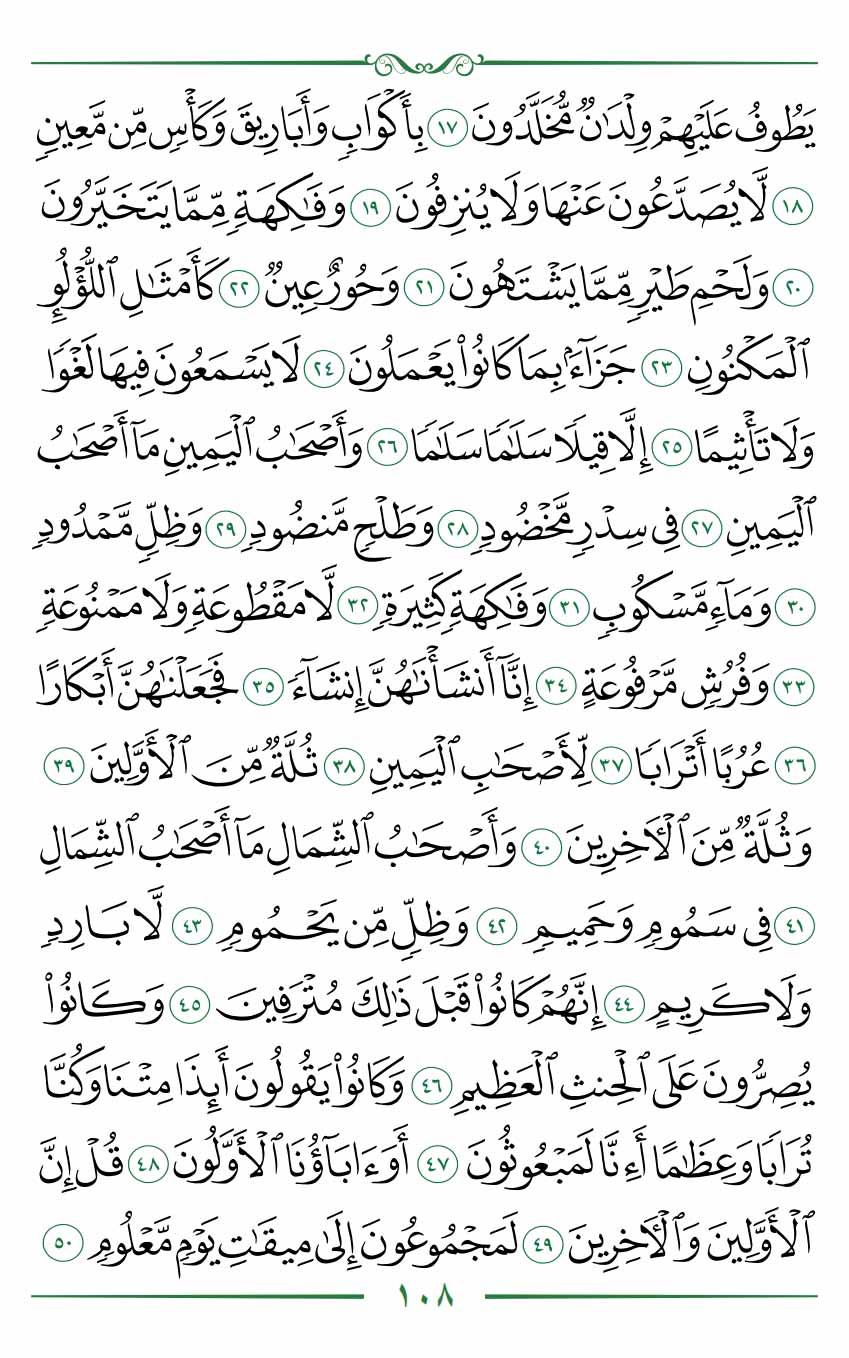 يَطُوفُ عَلَيْهِمْ وِلْدَٰنٌ مُّخَلَّدُونَ ١٧ بِأَكْوَابٍ وَأَبَارِيقَ وَكَأْسٍ مِّن مَّعِينٍ
١٨ لَّا يُصَدَّعُونَ عَنْهَا وَلَا يُنزِفُونَ ١٩ وَفَٰكِهَةٍ مِّمَّا يَتَخَيَّرُونَ
٢٠ وَلَحْمِ طَيْرٍ مِّمَّا يَشْتَهُونَ ٢١ وَحُورٌ عِينٌ ٢٢ كَأَمْثَٰلِ ٱللُّؤْلُؤِ
ٱلْمَكْنُونِ ٢٣ جَزَآءًۢ بِمَا كَانُوا۟ يَعْمَلُونَ ٢٤ لَا يَسْمَعُونَ فِيهَا لَغْوًا
وَلَا تَأْثِيمًا ٢٥ إِلَّا قِيلًا سَلَٰمًا سَلَٰمًا ٢٦ وَأَصْحَٰبُ ٱلْيَمِينِ مَآ أَصْحَٰبُ
ٱلْيَمِينِ ٢٧ فِى سِدْرٍ مَّخْضُودٍ ٢٨ وَطَلْحٍ مَّنضُودٍ ٢٩ وَظِلٍّ مَّمْدُودٍ
٣٠ وَمَآءٍ مَّسْكُوبٍ ٣١ وَفَٰكِهَةٍ كَثِيرَةٍ ٣٢ لَّا مَقْطُوعَةٍ وَلَا مَمْنُوعَةٍ
٣٣ وَفُرُشٍ مَّرْفُوعَةٍ ٣٤ إِنَّآ أَنشَأْنَٰهُنَّ إِنشَآءً ٣٥ فَجَعَلْنَٰهُنَّ أَبْكَارًا
٣٦ عُرُبًا أَتْرَابًا ٣٧ لِّأَصْحَٰبِ ٱلْيَمِينِ ٣٨ ثُلَّةٌ مِّنَ ٱلْأَوَّلِينَ ٣٩
وَثُلَّةٌ مِّنَ ٱلْـَٔاخِرِينَ ٤٠ وَأَصْحَٰبُ ٱلشِّمَالِ مَآ أَصْحَٰبُ ٱلشِّمَالِ
٤١ فِى سَمُومٍ وَحَمِيمٍ ٤٢ وَظِلٍّ مِّن يَحْمُومٍ ٤٣ لَّا بَارِدٍ
وَلَا كَرِيمٍ ٤٤ إِنَّهُمْ كَانُوا۟ قَبْلَ ذَٰلِكَ مُتْرَفِينَ ٤٥ وَكَانُوا۟
يُصِرُّونَ عَلَى ٱلْحِنثِ ٱلْعَظِيمِ ٤٦ وَكَانُوا۟ يَقُولُونَ أَئِذَا مِتْنَا وَكُنَّا
تُرَابًا وَعِظَٰمًا أَءِنَّا لَمَبْعُوثُونَ ٤٧ أَوَءَابَآؤُنَا ٱلْأَوَّلُونَ ٤٨ قُلْ إِنَّ
ٱلْأَوَّلِينَ وَٱلْـَٔاخِرِينَ ٤٩ لَمَجْمُوعُونَ إِلَىٰ مِيقَٰتِ يَوْمٍ مَّعْلُومٍ ٥٠
١٠٨